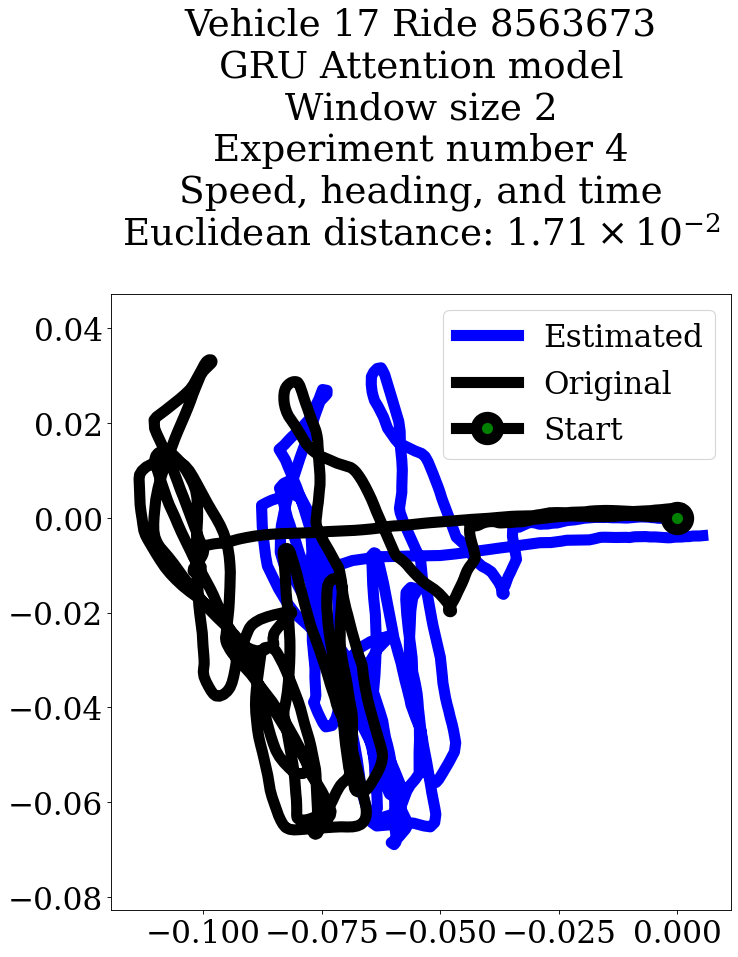 Vehicle 17 Ride 8563673
GRU Attention model
Window size 2
Experiment number 4
Speed, heading, and time
Euclidean distance: 1.71 × 10⁻²
Estimated
Original
Start
0.04
0.02
0.00
−0.02
−0.04
−0.06
−0.08
−0.100 −0.075 −0.050 −0.025 0.000